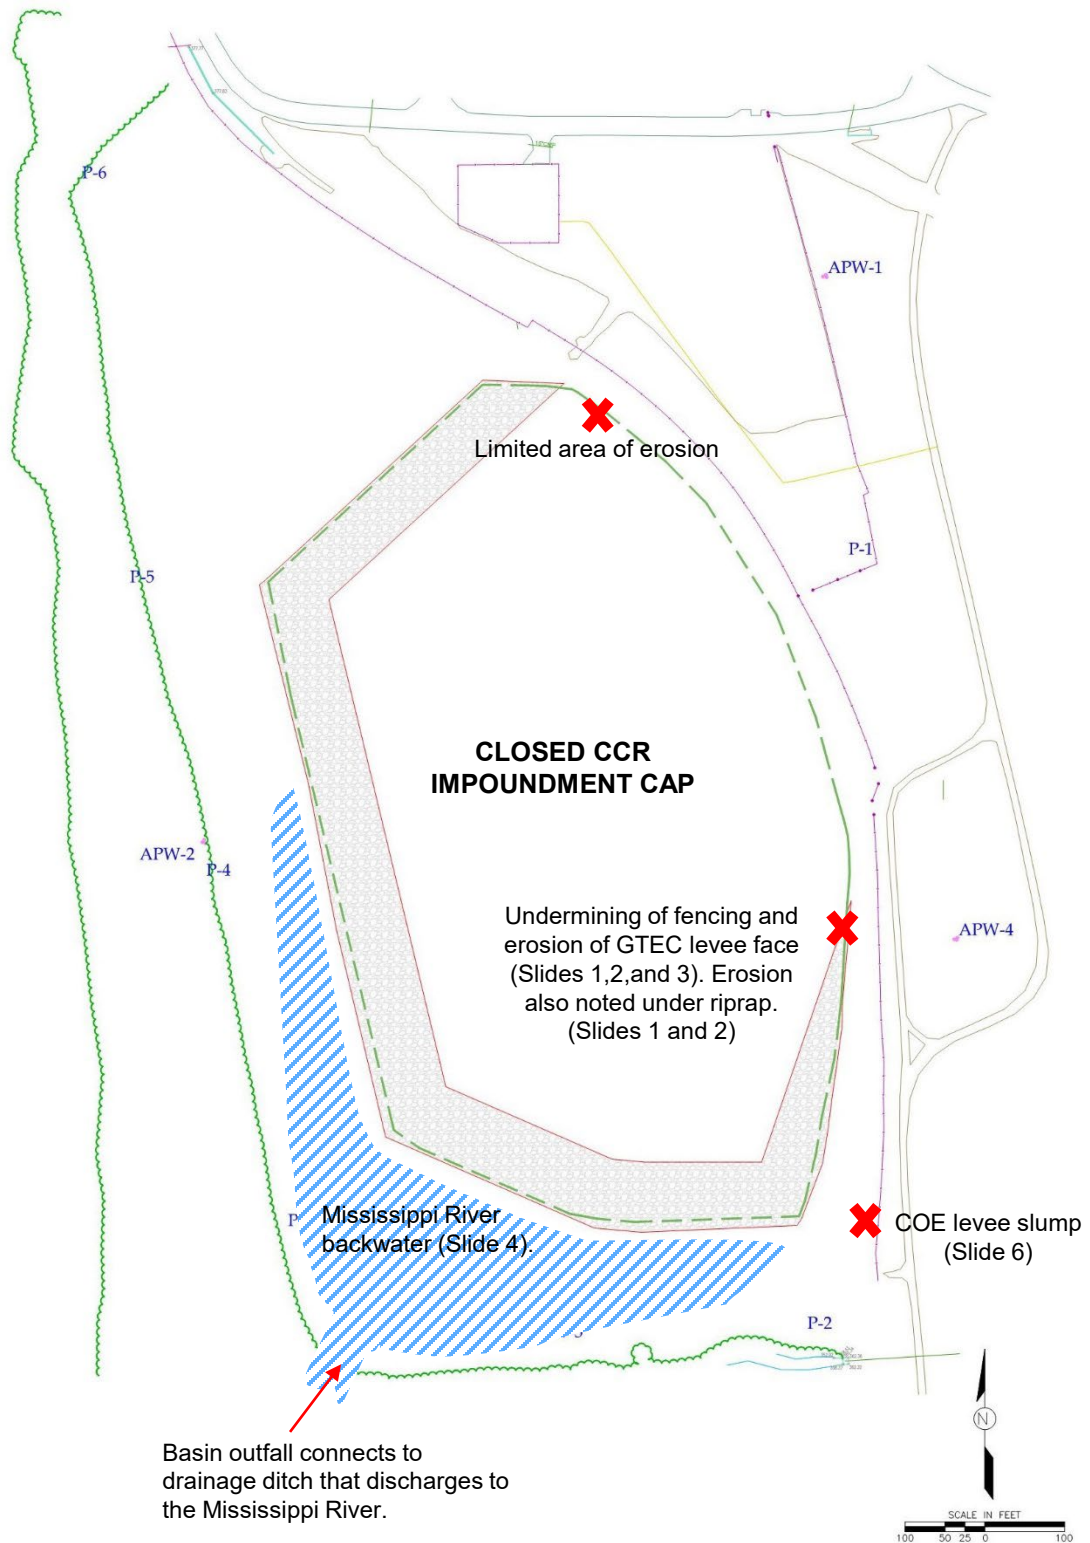 P-6
APW-1
Limited area of erosion
P-1
P-5
CLOSED CCR
IMPOUNDMENT CAP
APW-2
P-4
Undermining of fencing and
erosion of GTEC levee face
(Slides 1,2,and 3). Erosion
also noted under riprap.
(Slides 1 and 2)
APW-4
P
Mississippi River
backwater (Slide 4).
COE levee slump
(Slide 6)
P-2
N
Basin outfall connects to
drainage ditch that discharges to
the Mississippi River.
SCALE IN FEET
100 50 25 0 100